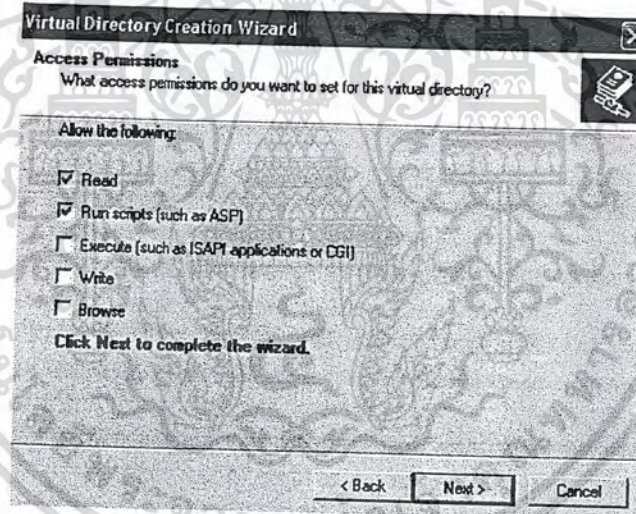 Virtual Directory Creation Wizard
Access Permissions
What access permissions do you want to set for this virtual directory?
Allow the following:
Read
Run scripts (such as ASP)
Execute (such as ISAPI applications or CGI)
Write
Browse
Click Next to complete the wizard.
< Back Next > Cancel